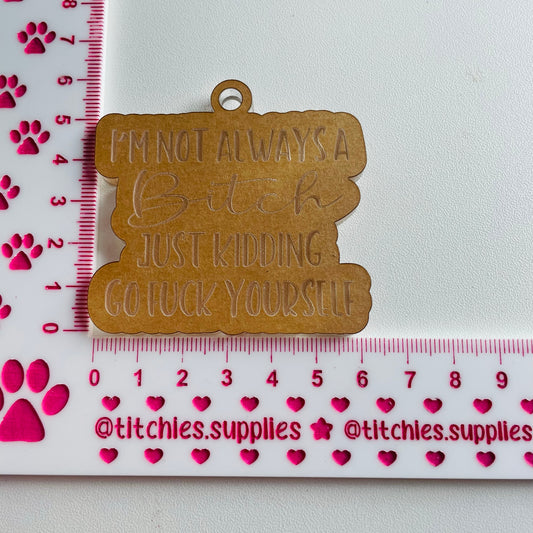 I'M NOT ALWAYS A
Bitch
JUST KIDDING
GO FUCK YOURSELF
8
7
6
5
4
3
2
1
0
0 1 2 3 4 5 6 7 8 9
@titchies.supplies @titchies.supplies